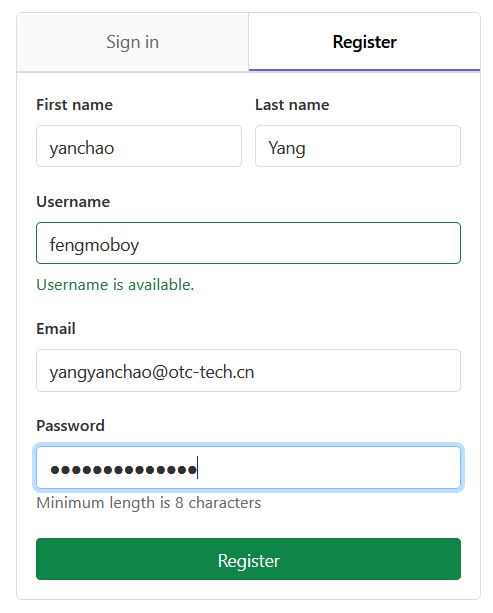 Sign in Register
First name Last name
yanchao Yang
Username
fengmoboy
Username is available.
Email
yangyanchao@otc-tech.cn
Password
●●●●●●●●●●●●●●
Minimum length is 8 characters
Register